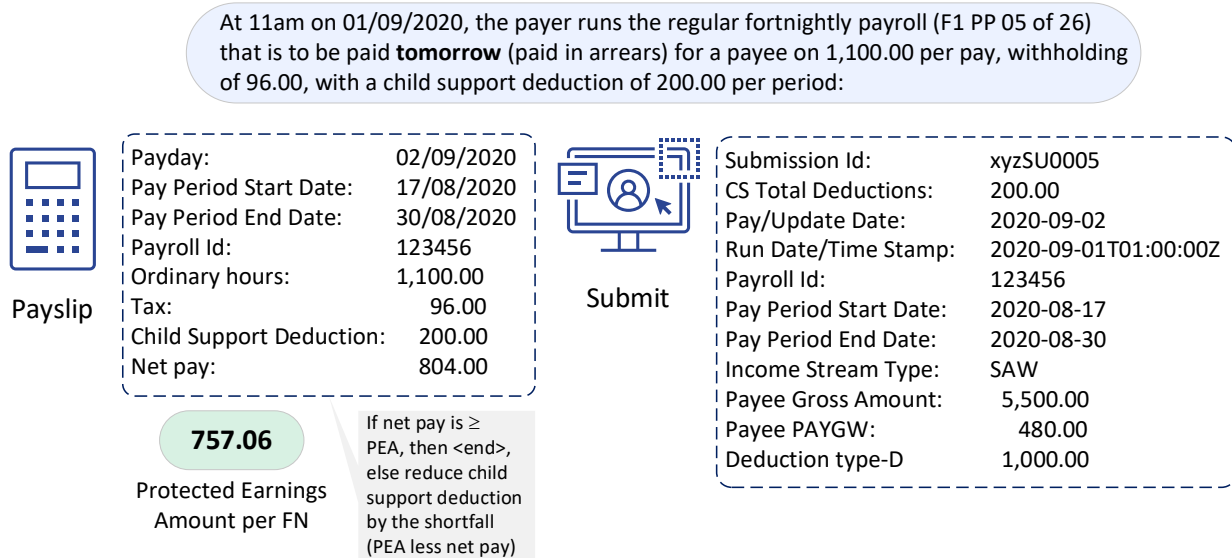 At 11am on 01/09/2020, the payer runs the regular fortnightly payroll (F1 PP 05 of 26)
that is to be paid tomorrow (paid in arrears) for a payee on 1,100.00 per pay, withholding
of 96.00, with a child support deduction of 200.00 per period:
Payslip
Payday: 02/09/2020
Pay Period Start Date: 17/08/2020
Pay Period End Date: 30/08/2020
Payroll Id: 123456
Ordinary hours: 1,100.00
Tax: 96.00
Child Support Deduction: 200.00
Net pay: 804.00
757.06
Protected Earnings
Amount per FN
If net pay is ≥
PEA, then <end>,
else reduce child
support deduction
by the shortfall
(PEA less net pay)
Submit
Submission Id: xyzSU0005
CS Total Deductions: 200.00
Pay/Update Date: 2020-09-02
Run Date/Time Stamp: 2020-09-01T01:00:00Z
Payroll Id: 123456
Pay Period Start Date: 2020-08-17
Pay Period End Date: 2020-08-30
Income Stream Type: SAW
Payee Gross Amount: 5,500.00
Payee PAYGW: 480.00
Deduction type-D 1,000.00